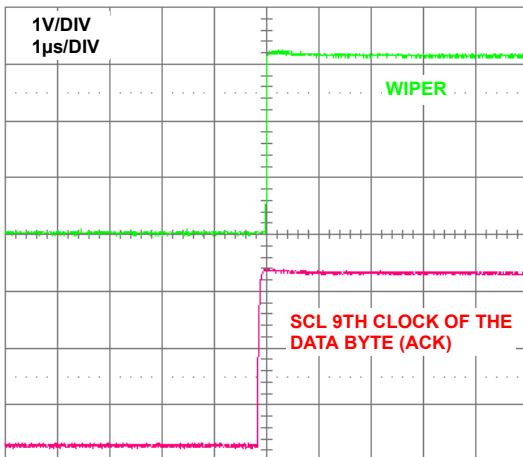 1V/DIV
1µs/DIV
WIPER
SCL 9TH CLOCK OF THE
DATA BYTE (ACK)